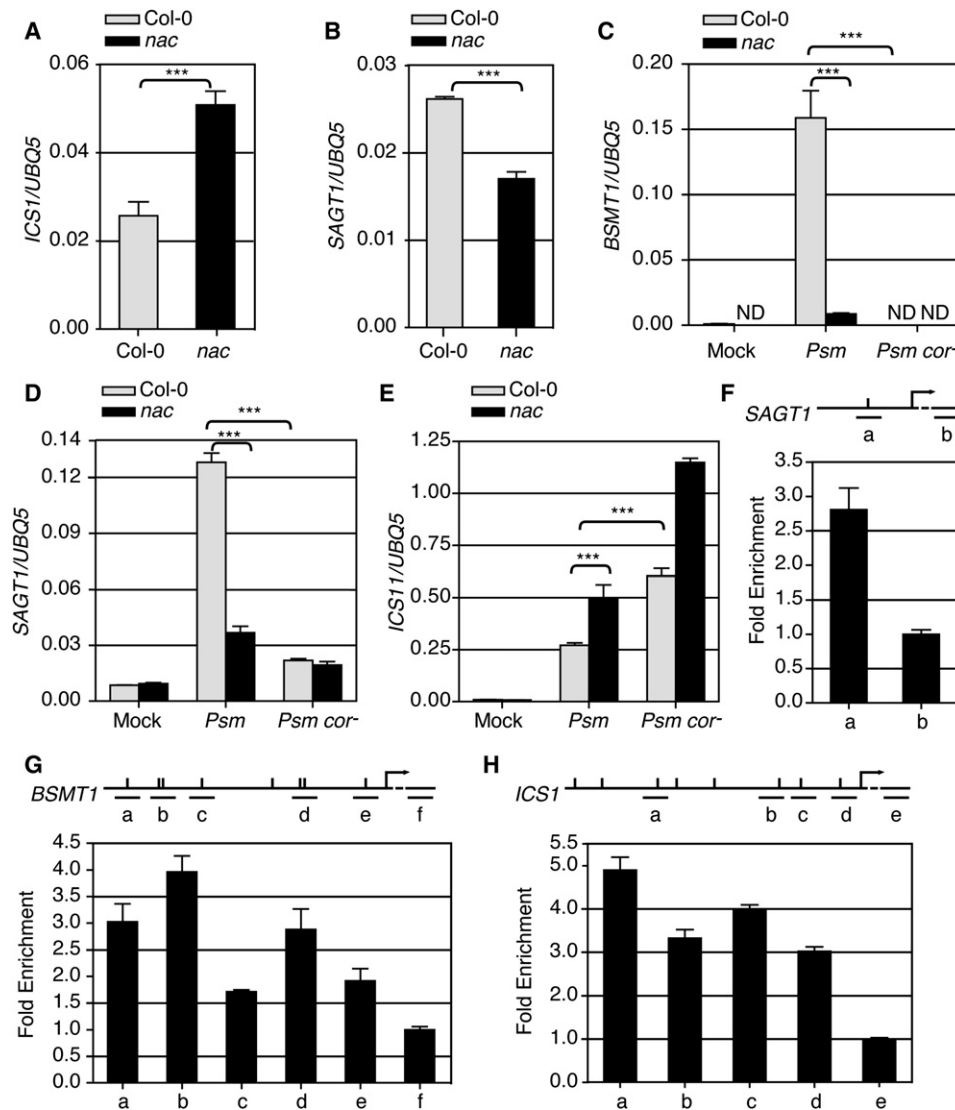 A
Col-0
nac
***
ICS1/UBQ5
0.06
0.04
0.02
0.00
Col-0 nac
B
Col-0
nac
***
SAGT1/UBQ5
0.03
0.02
0.01
0.00
Col-0 nac
C
Col-0
nac
***
***
BSMT1/UBQ5
0.20
0.15
0.10
0.05
0.00
ND
ND ND
Mock Psm Psm cor-
D
Col-0
nac
***
***
SAGT1/UBQ5
0.14
0.12
0.09
0.06
0.03
0.00
Mock Psm Psm cor-
E
Col-0
nac
***
***
ICS11/UBQ5
1.25
1.00
0.75
0.50
0.25
0.00
Mock Psm Psm cor-
F
SAGT1
a b
Fold Enrichment
3.5
3.0
2.5
2.0
1.5
1.0
0.5
0.0
a b
G
BSMT1
a b c d e f
Fold Enrichment
4.5
4.0
3.5
3.0
2.5
1.5
1.0
0.5
0.0
a b c d e f
H
ICS1
a b c d e
Fold Enrichment
5.5
5.0
4.0
3.0
2.0
1.0
0.0
a b c d e